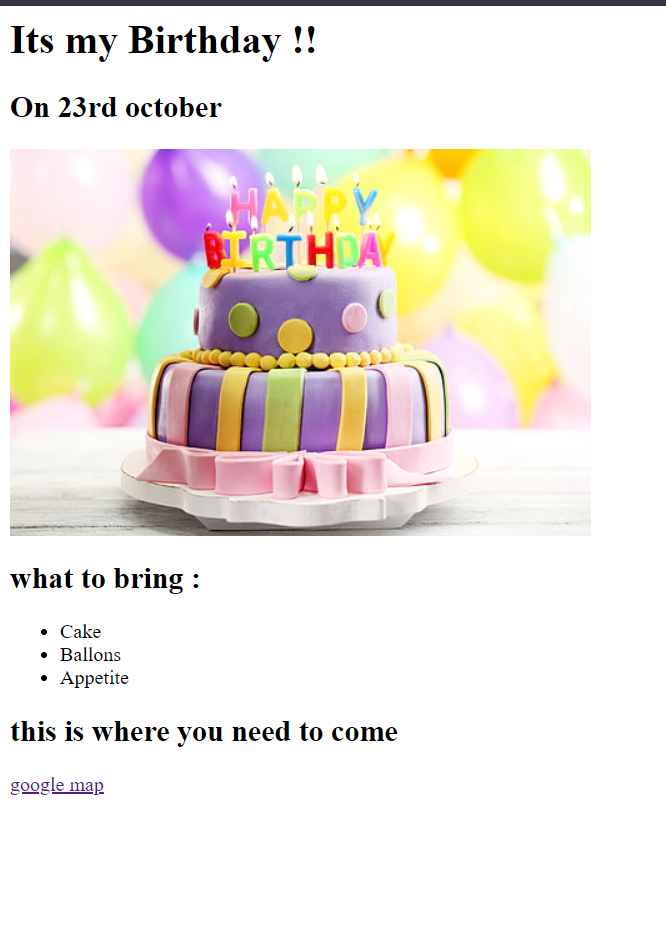 Its my Birthday !!
On 23rd october
HAPPY
BIRTHDAY
what to bring :
Cake
Ballons
Appetite
this is where you need to come
google map